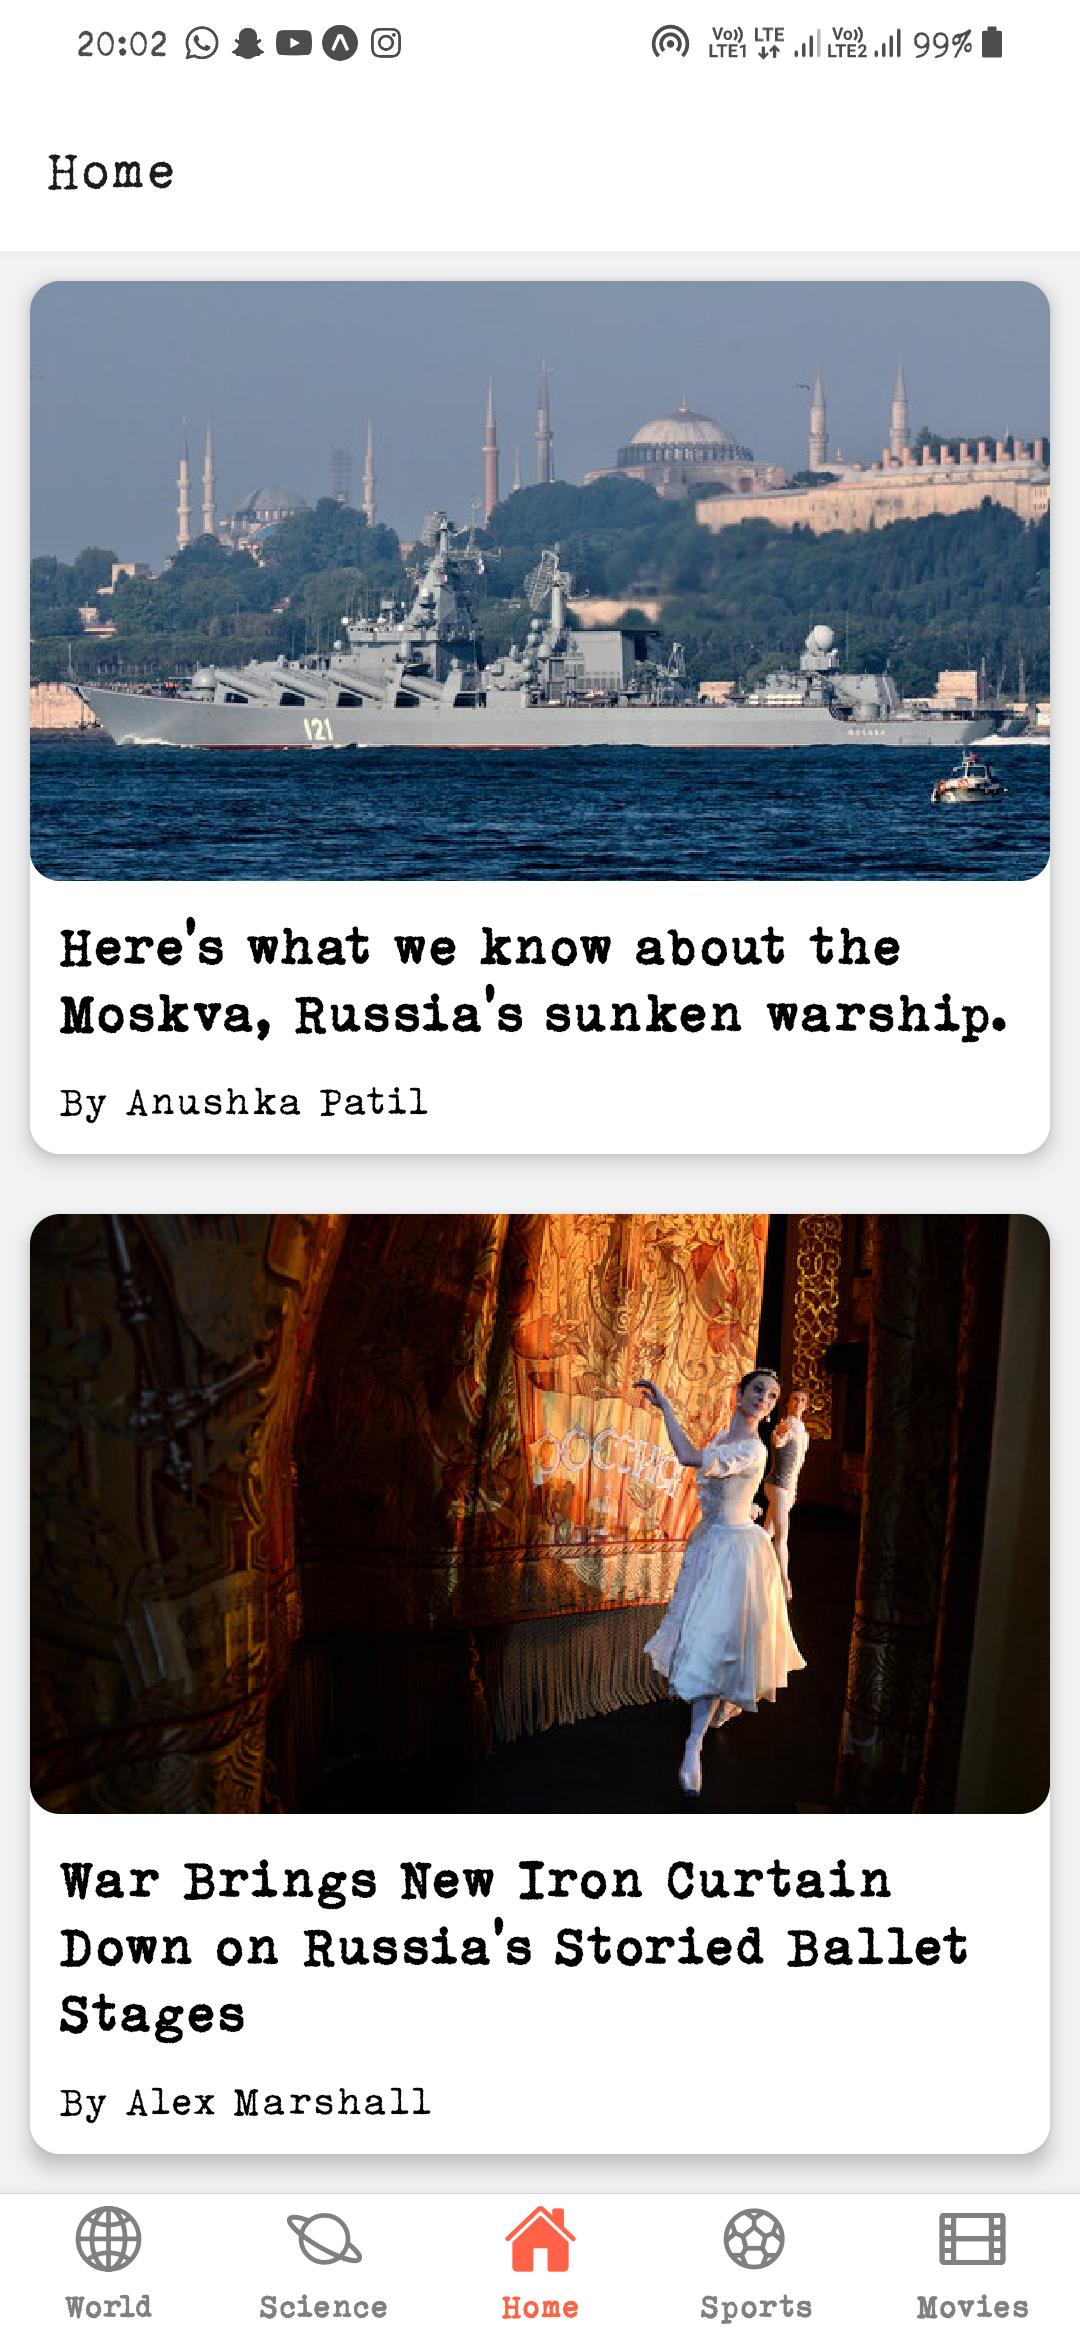 20:02 Vo)) LTE1 LTE Vo)) LTE2 99%
Home
121
МОСКВА
Here's what we know about the
Moskva, Russia's sunken warship.
By Anushka Patil
РОССИЯ
War Brings New Iron Curtain
Down on Russia's Storied Ballet
Stages
By Alex Marshall
World Science Home Sports Movies